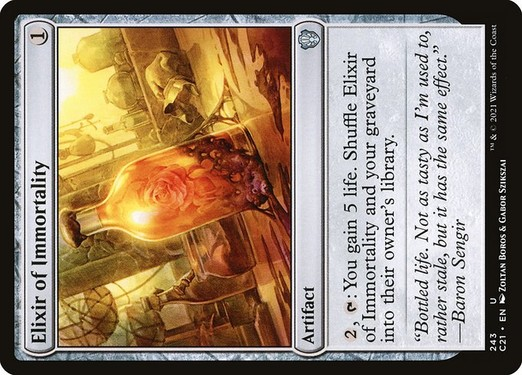 Elixir of Immortality
1
Artifact
2, T: You gain 5 life. Shuffle Elixir
of Immortality and your graveyard
into their owner's library.
"Bottled life. Not as tasty as I'm used to,
rather stale, but it has the same effect."
—Baron Sengir
243 U
C21 • EN Zoltan Boros & Gabor Szikszai
™ & © 2021 Wizards of the Coast